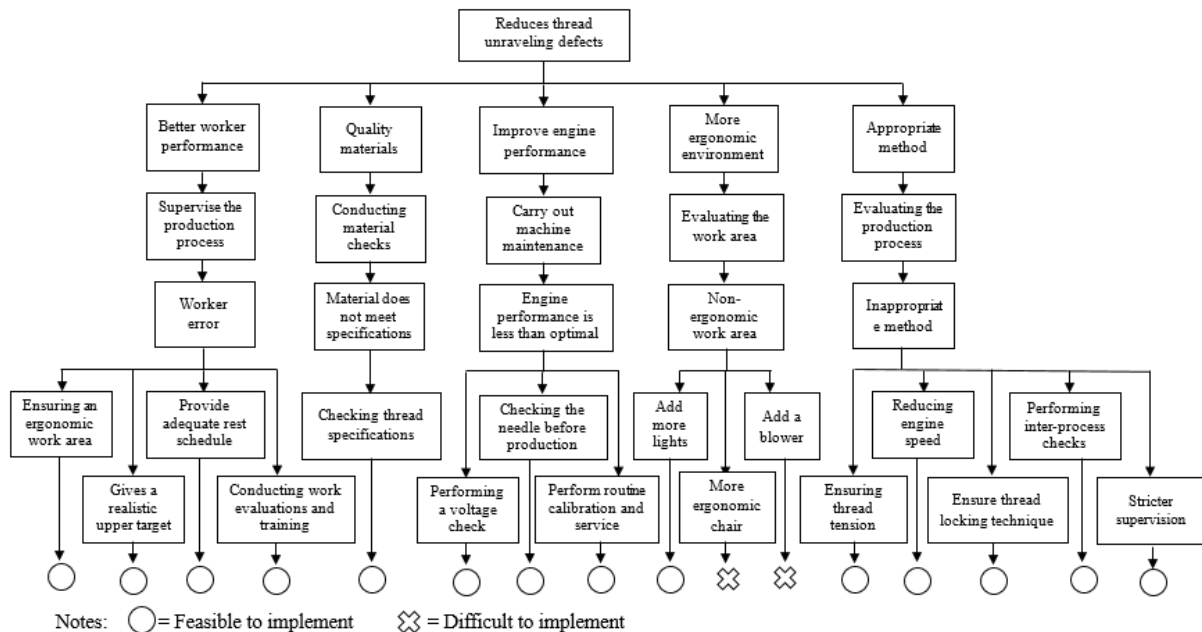 Reduces thread
unraveling defects
Better worker
performance
Quality
materials
Improve engine
performance
More
ergonomic
environment
Appropriate
method
Supervise the
production
process
Conducting
material
checks
Carry out
machine
maintenance
Evaluating the
work area
Evaluating the
production
process
Worker
error
Material does
not meet
specifications
Engine
performance is
less than optimal
Non-
ergonomic
work area
Inappropriat
e method
Ensuring an
ergonomic
work area
Provide
adequate rest
schedule
Checking thread
specifications
Checking the
needle before
production
Add
more
lights
Add a
blower
Reducing
engine
speed
Performing
inter-process
checks
Gives a
realistic
upper target
Conducting work
evaluations and
training
Performing
a voltage
check
Perform routine
calibration and
service
More
ergonomic
chair
Ensuring
thread
tension
Ensure thread
locking technique
Stricter
supervision
Notes: = Feasible to implement = Difficult to implement